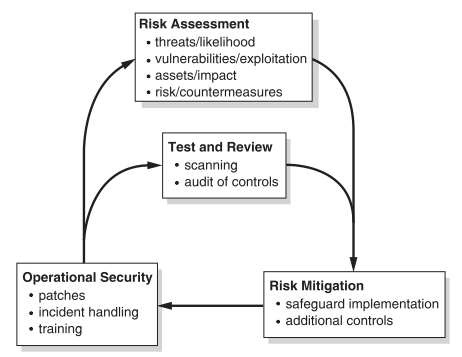 Risk Assessment
• threats/likelihood
• vulnerabilities/exploitation
• assets/impact
• risk/countermeasures
Test and Review
• scanning
• audit of controls
Operational Security
• patches
• incident handling
• training
Risk Mitigation
• safeguard implementation
• additional controls